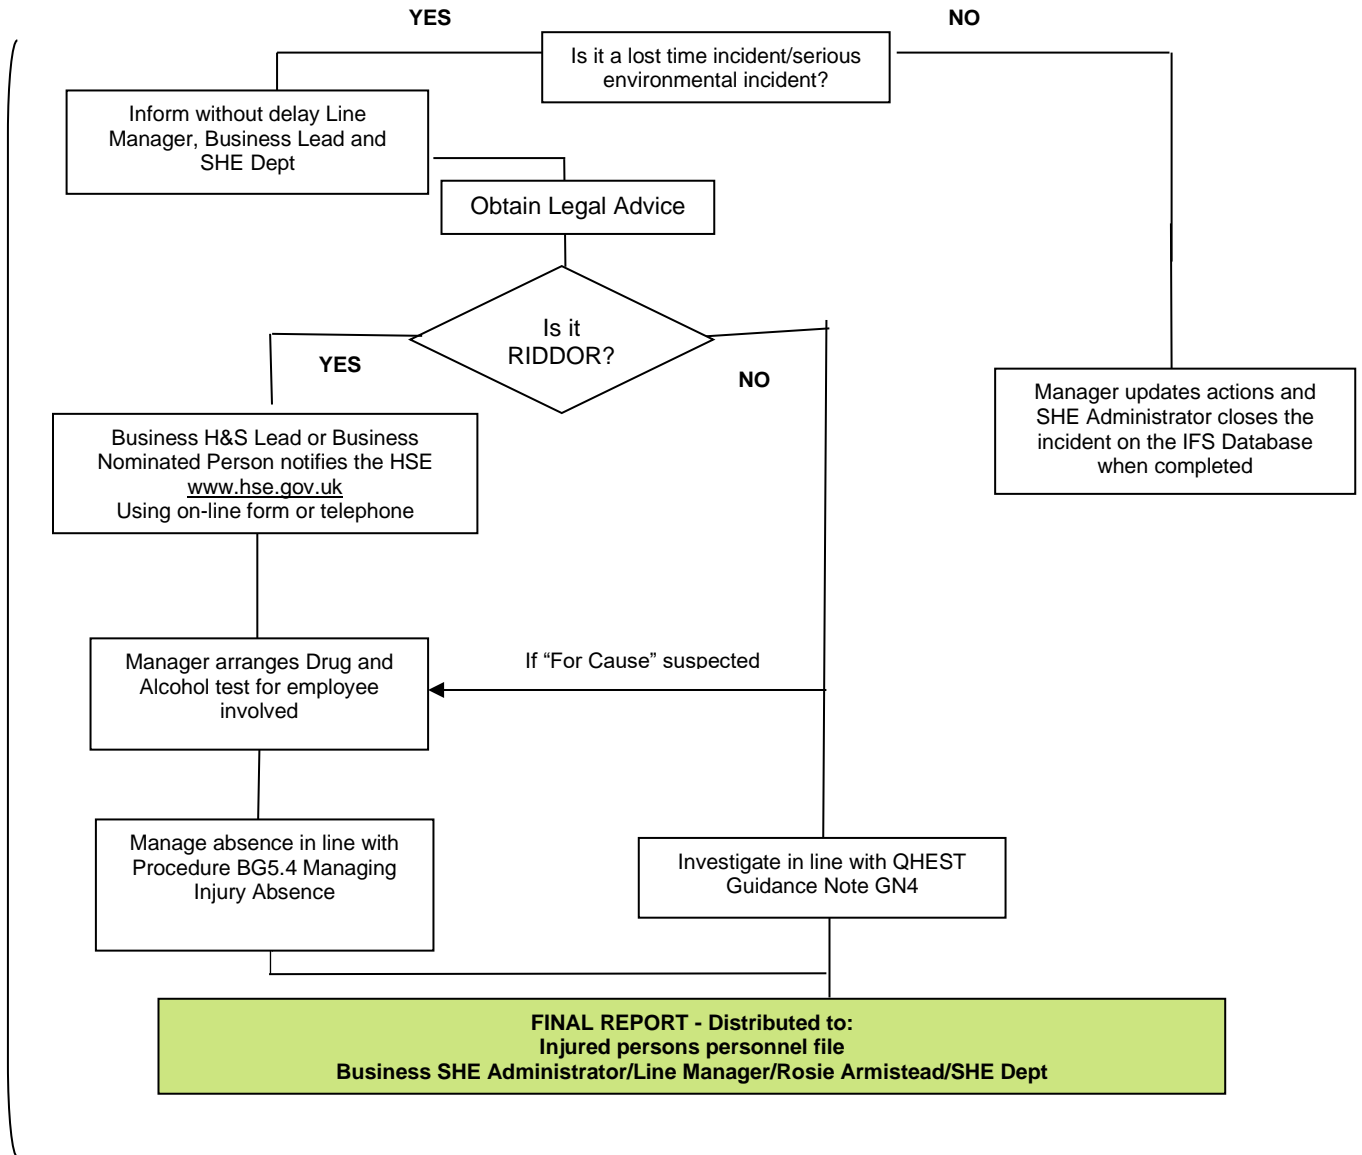 YES
NO
Is it a lost time incident/serious
environmental incident?
Inform without delay Line
Manager, Business Lead and
SHE Dept
Obtain Legal Advice
Is it
RIDDOR?
YES
NO
Manager updates actions and
SHE Administrator closes the
incident on the IFS Database
when completed
Business H&S Lead or Business
Nominated Person notifies the HSE
www.hse.gov.uk
Using on-line form or telephone
Manager arranges Drug and
Alcohol test for employee
involved
If “For Cause” suspected
Manage absence in line with
Procedure BG5.4 Managing
Injury Absence
Investigate in line with QHEST
Guidance Note GN4
FINAL REPORT - Distributed to:
Injured persons personnel file
Business SHE Administrator/Line Manager/Rosie Armistead/SHE Dept